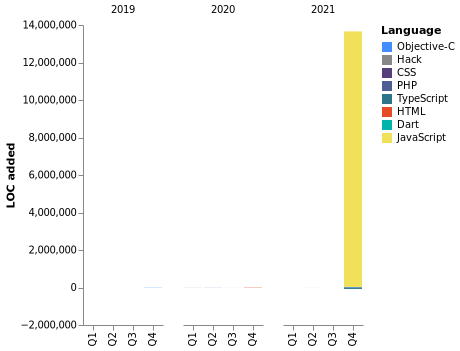 2019 2020 2021
14,000,000
12,000,000
10,000,000
8,000,000
6,000,000
4,000,000
2,000,000
0
−2,000,000
LOC added
Q1 Q2 Q3 Q4 Q1 Q2 Q3 Q4 Q1 Q2 Q3 Q4
Language
Objective-C
Hack
CSS
PHP
TypeScript
HTML
Dart
JavaScript